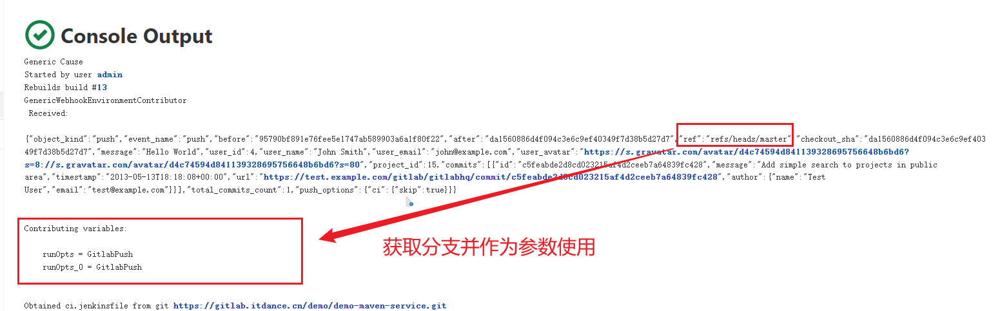 Console Output
Generic Cause
Started by user admin
Rebuilds build #13
GenericWebhookEnvironmentContributor
Received:
{"object_kind":"push","event_name":"push","before":"95790bf891e76fee5e1747ab589903a6a1f80f22","after":"da1560886d4f094c3e6c9ef40349f7d38b5d27d7","ref":"refs/heads/master","checkout_sha":"da1560886d4f094c3e6c9ef403
49f7d38b5d27d7","message":"Hello World","user_id":4,"user_name":"John Smith","user_email":"john@example.com","user_avatar":"https://s.gravatar.com/avatar/d4c74594d841139328695756648b6bd6?
s=8://s.gravatar.com/avatar/d4c74594d841139328695756648b6bd6?s=80","project_id":15,"commits":[{"id":"c5feabde2d8cd023215af4d2ceeb7a64839fc428","message":"Add simple search to projects in public
area","timestamp":"2013-05-13T18:18:08+00:00","url":"https://test.example.com/gitlab/gitlabhq/commit/c5feabde2d8cd023215af4d2ceeb7a64839fc428","author":{"name":"Test
User","email":"test@example.com"}}],"total_commits_count":1,"push_options":{"ci":{"skip":true}}}
Contributing variables:
获取分支并作为参数使用
runOpts = GitlabPush
runOpts_0 = GitlabPush
Obtained ci.jenkinsfile from git https://gitlab.itdance.cn/demo/demo-maven-service.git